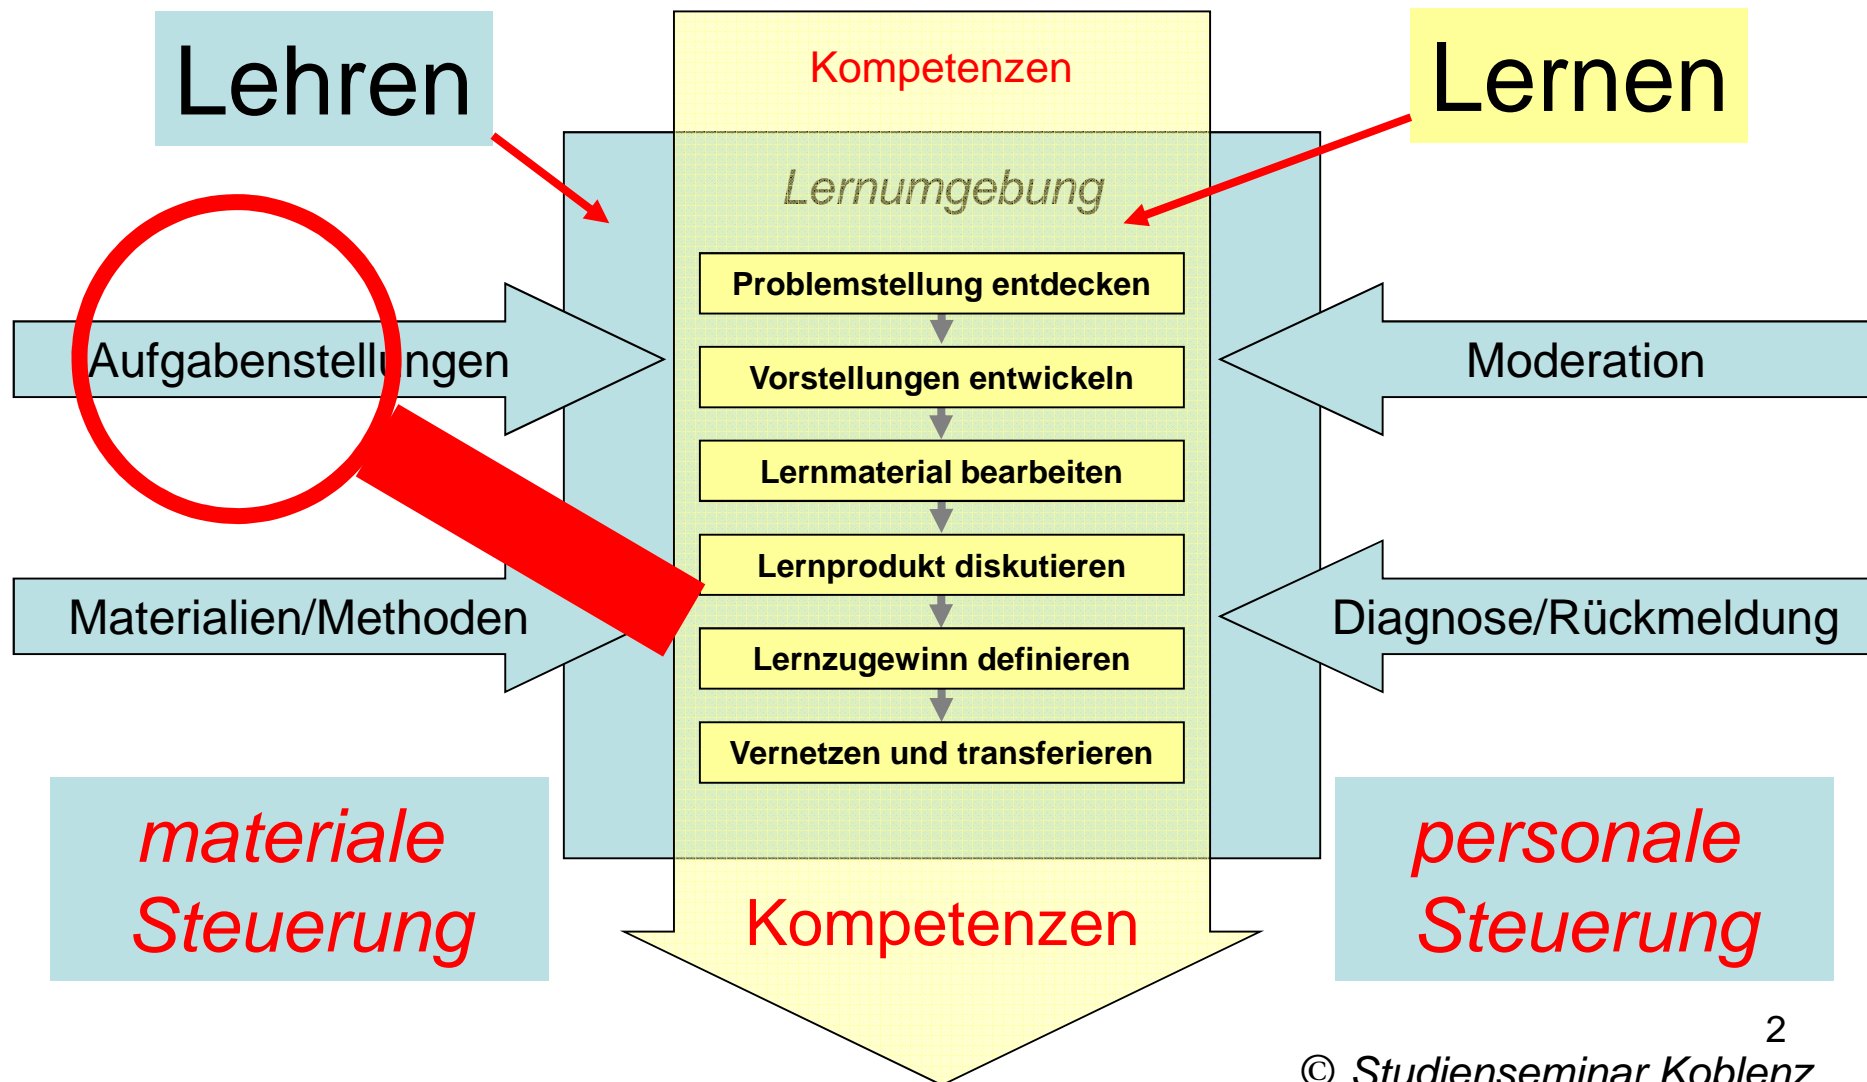 Lehren
Kompetenzen
Lernen
Lernumgebung
Problemstellung entdecken
Aufgabenstellungen
Vorstellungen entwickeln
Moderation
Lernmaterial bearbeiten
Lernprodukt diskutieren
Materialien/Methoden
Diagnose/Rückmeldung
Lernzugewinn definieren
Vernetzen und transferieren
materiale
Steuerung
personale
Steuerung
Kompetenzen
2
© Studienseminar Koblenz